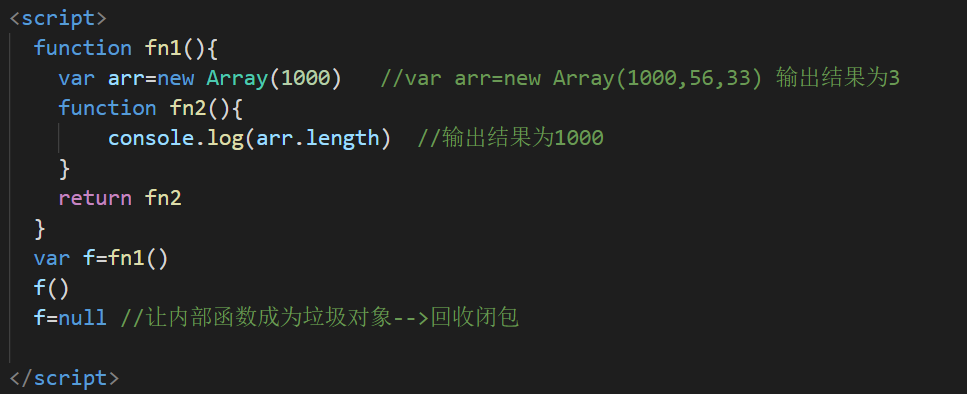 <script>
function fn1(){
var arr=new Array(1000)   //var arr=new Array(1000,56,33) 输出结果为3
function fn2(){
console.log(arr.length)  //输出结果为1000
}
return fn2
}
var f=fn1()
f()
f=null //让内部函数成为垃圾对象-->回收闭包
</script>